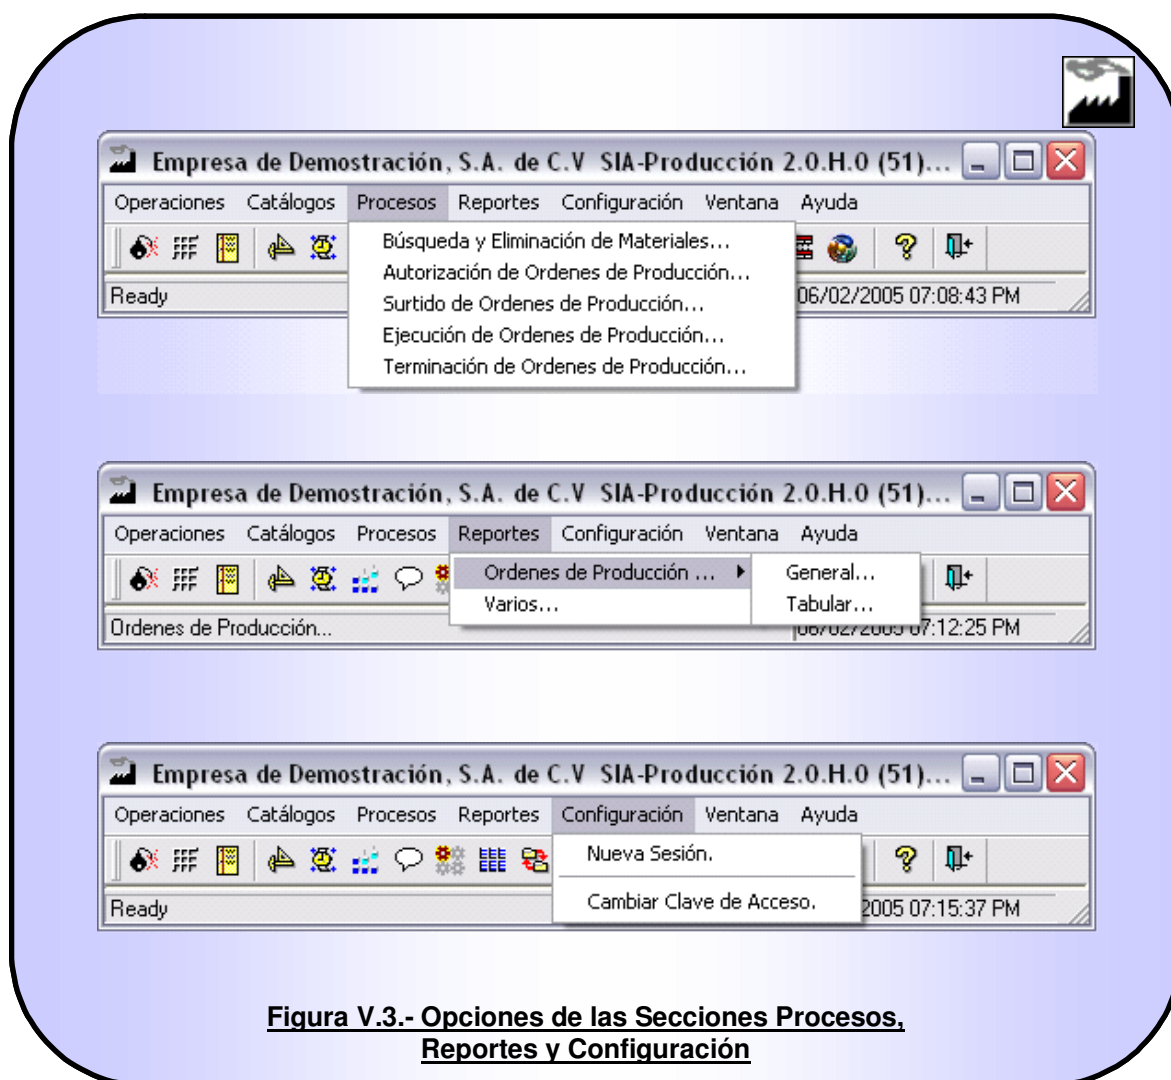 Empresa de Demostración, S.A. de C.V SIA-Producción 2.0.H.0 (51)...
Operaciones Catálogos Procesos Reportes Configuración Ventana Ayuda
Búsqueda y Eliminación de Materiales...
Autorización de Ordenes de Producción...
Surtido de Ordenes de Producción...
Ejecución de Ordenes de Producción...
Terminación de Ordenes de Producción...
Ready 06/02/2005 07:08:43 PM
Empresa de Demostración, S.A. de C.V SIA-Producción 2.0.H.0 (51)...
Operaciones Catálogos Procesos Reportes Configuración Ventana Ayuda
Ordenes de Producción ... General...
Varios... Tabular...
Ordenes de Producción... 06/02/2005 07:12:25 PM
Empresa de Demostración, S.A. de C.V SIA-Producción 2.0.H.0 (51)...
Operaciones Catálogos Procesos Reportes Configuración Ventana Ayuda
Nueva Sesión.
Cambiar Clave de Acceso.
Ready 2005 07:15:37 PM
Figura V.3.- Opciones de las Secciones Procesos,
Reportes y Configuración